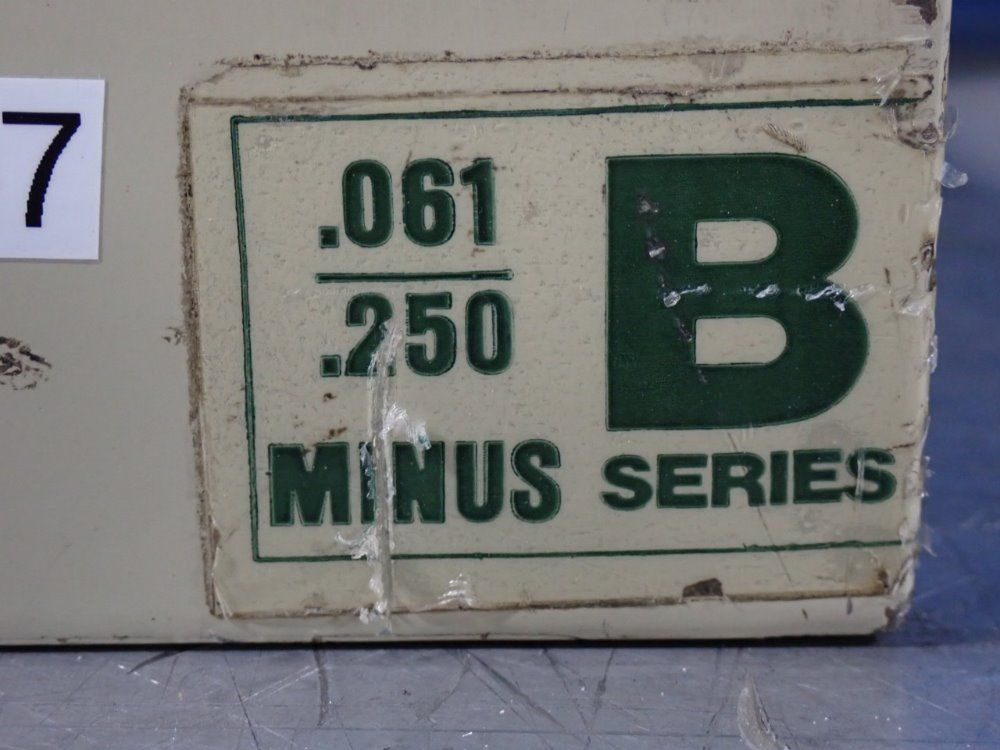 7
.061
.250
MINUS
B
SERIES